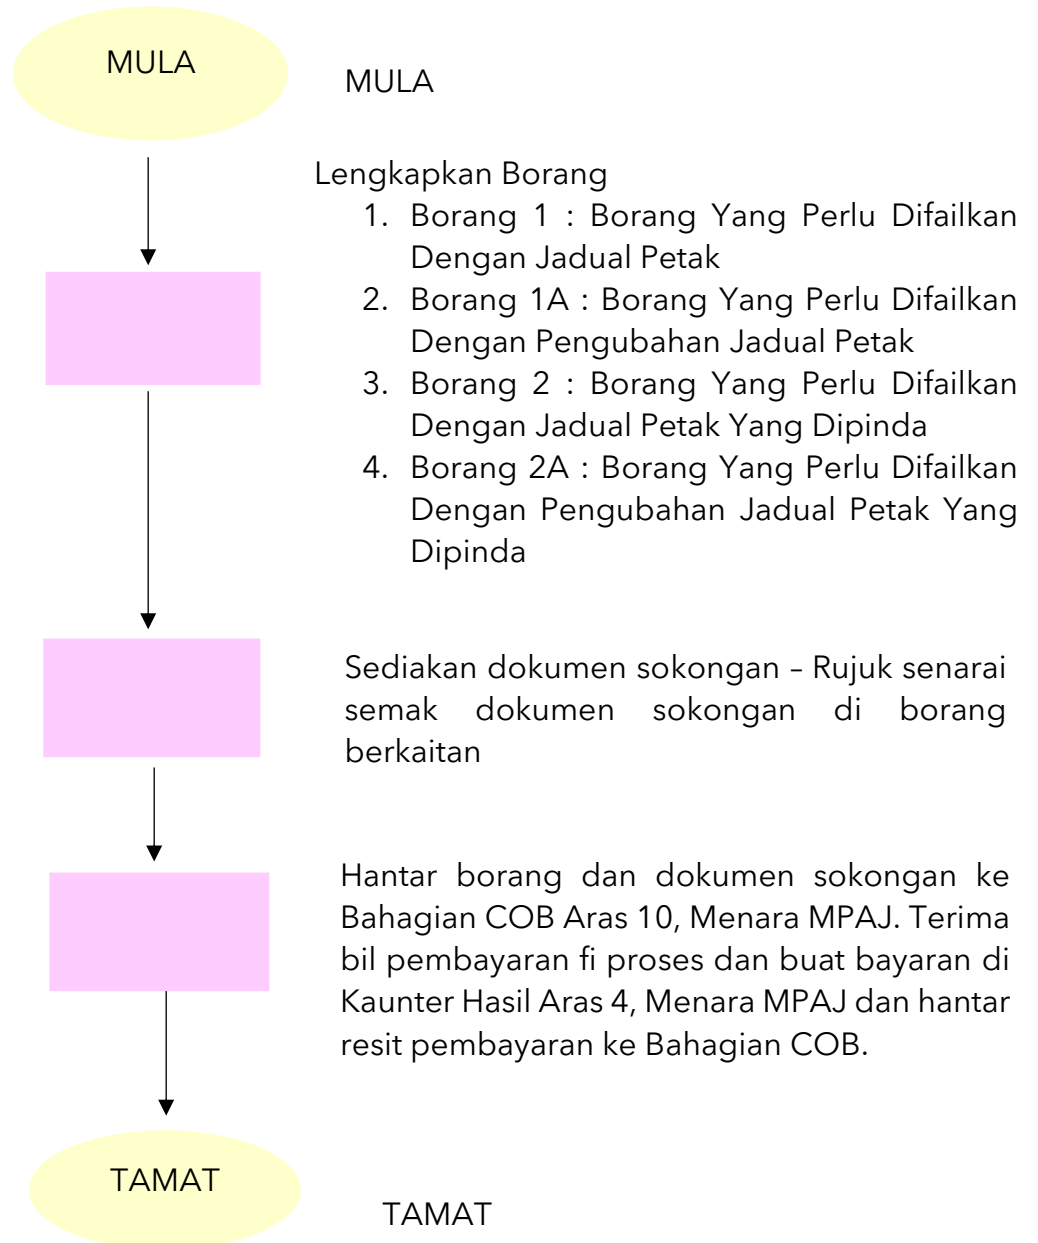 MULA
MULA
Lengkapkan Borang
1. Borang 1 : Borang Yang Perlu Difailkan
Dengan Jadual Petak
2. Borang 1A : Borang Yang Perlu Difailkan
Dengan Pengubahan Jadual Petak
3. Borang 2 : Borang Yang Perlu Difailkan
Dengan Jadual Petak Yang Dipinda
4. Borang 2A : Borang Yang Perlu Difailkan
Dengan Pengubahan Jadual Petak Yang
Dipinda
Sediakan dokumen sokongan – Rujuk senarai
semak dokumen sokongan di borang
berkaitan
Hantar borang dan dokumen sokongan ke
Bahagian COB Aras 10, Menara MPAJ. Terima
bil pembayaran fi proses dan buat bayaran di
Kaunter Hasil Aras 4, Menara MPAJ dan hantar
resit pembayaran ke Bahagian COB.
TAMAT
TAMAT